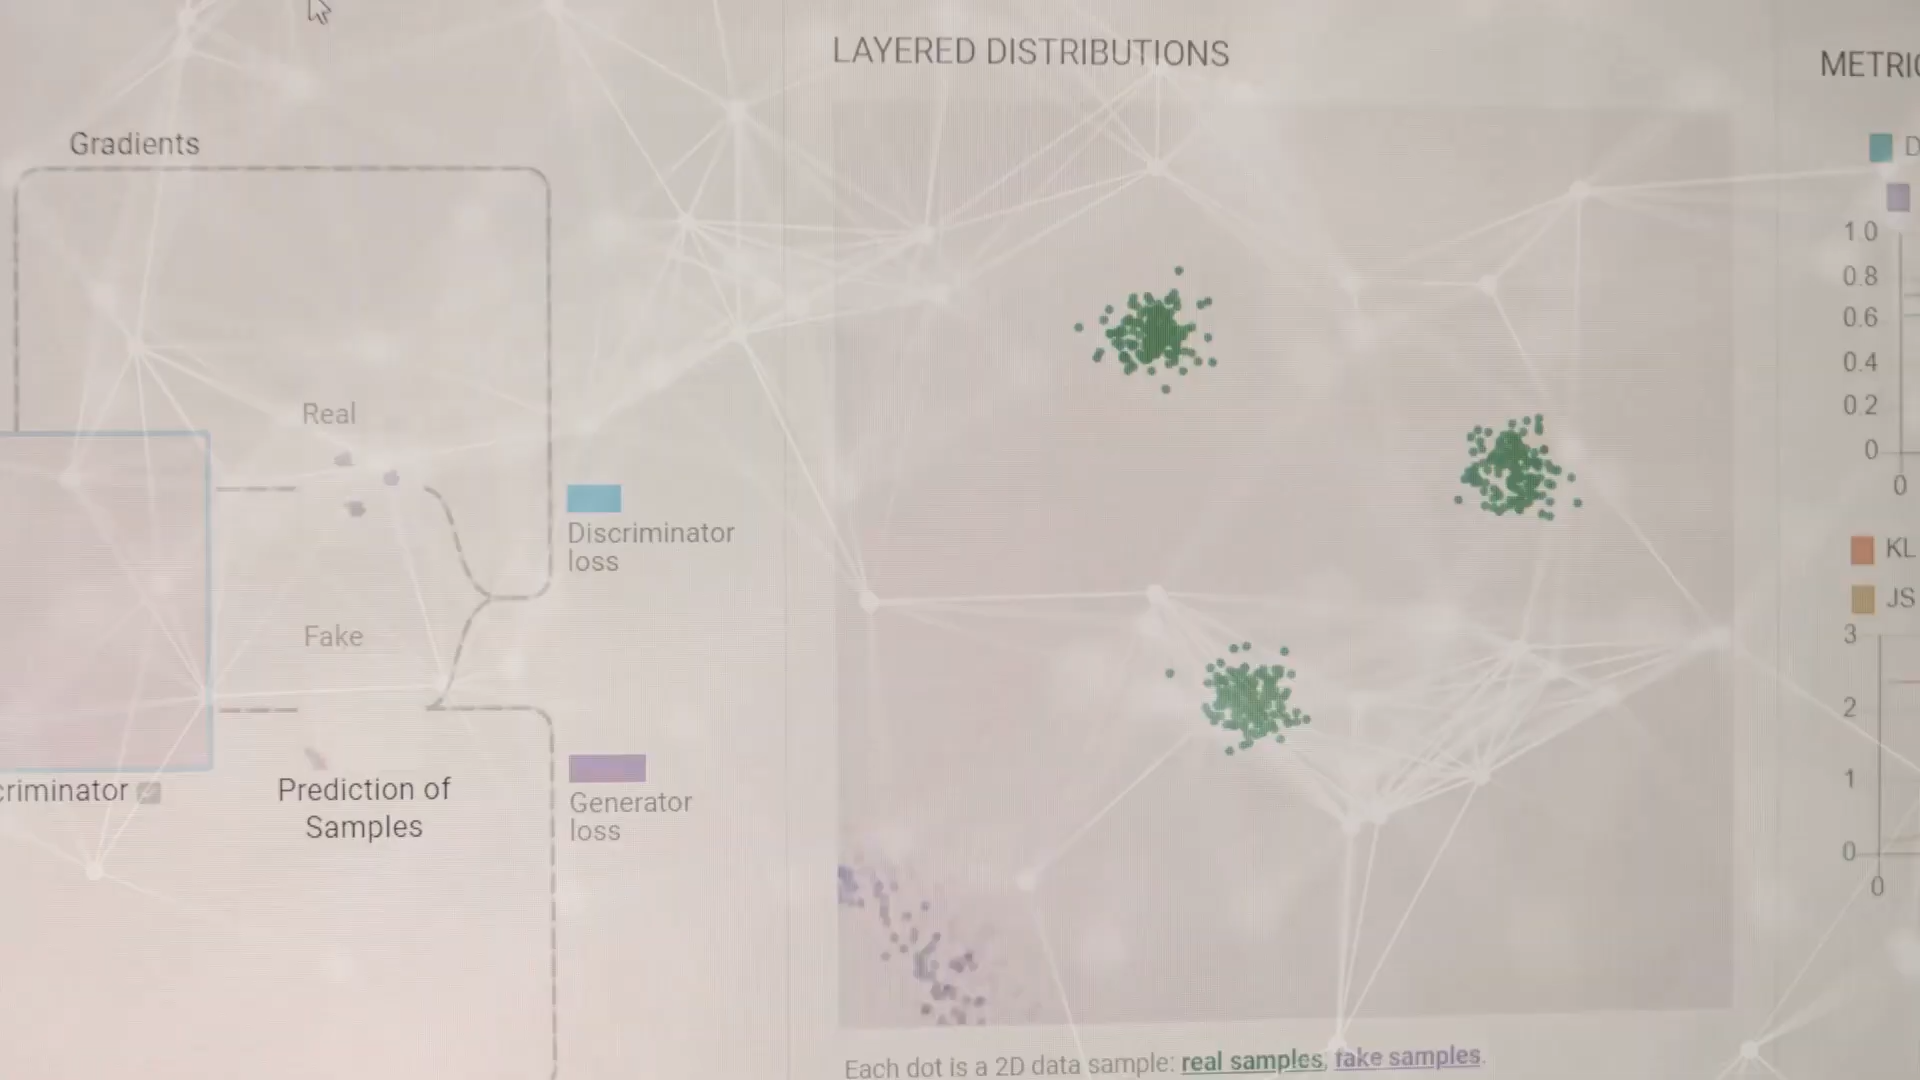 LAYERED DISTRIBUTIONS
METRIC
Gradients
D
1 0
0.8
0.6
0.4
0 2
0
0
Real
Discriminator
loss
Fake
KL
JS
3
2
1
0
0
criminator
Prediction of
Samples
Generator
loss
Each dot is a 2D data sample: real samples; fake samples.